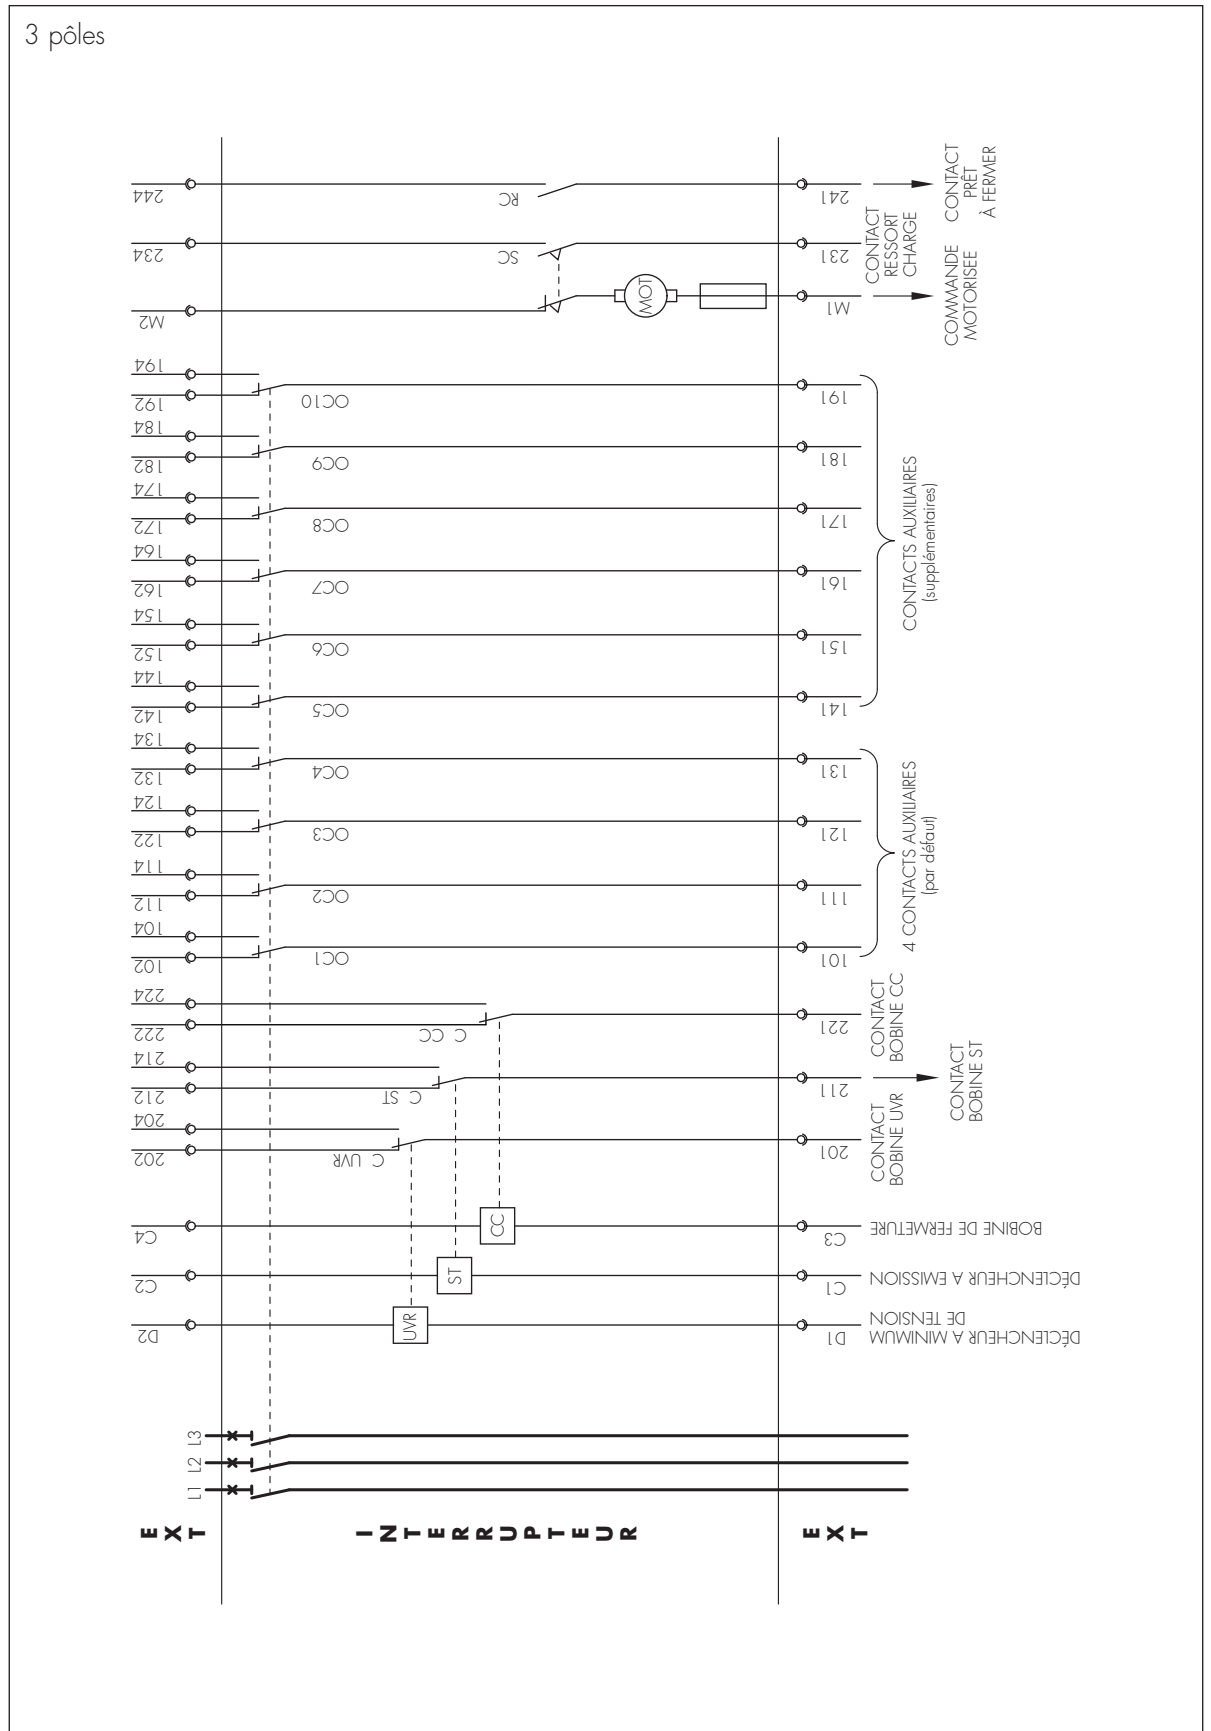 3 pôles
244
RC
241
CONTACT
PRÊT
À FERMER
234
SC
231
CONTACT
RESSORT
CHARGE
M2
MOT
M1
COMMANDE
MOTORISEE
194
192
OC10
191
184
182
OC9
181
174
172
OC8
171
164
162
OC7
161
154
152
OC6
151
144
142
OC5
141
CONTACTS AUXILIAIRES
(supplémentaires)
134
132
OC4
131
124
122
OC3
121
114
112
OC2
111
104
102
OC1
101
4 CONTACTS AUXILIAIRES
(par défaut)
224
222
C CC
221
CONTACT
BOBINE CC
214
212
C ST
211
CONTACT
BOBINE ST
204
202
C UVR
201
CONTACT
BOBINE UVR
C4
CC
C3
BOBINE DE FERMETURE
C2
ST
C1
DÉCLENCHEUR A EMISSION
D2
UVR
D1
DÉCLENCHEUR A MINIMUM
DE TENSION
L3
L2
L1
EXT
INTERRUPTEUR
EXT